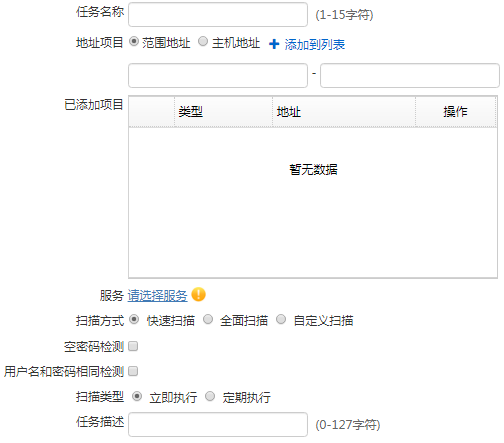 任务名称 (1-15字符)
地址项目 范围地址 主机地址 添加到列表
-
已添加项目 类型 地址 操作
暂无数据
服务 请选择服务
扫描方式 快速扫描 全面扫描 自定义扫描
空密码检测
用户名和密码相同检测
扫描类型 立即执行 定期执行
任务描述 (0-127字符)